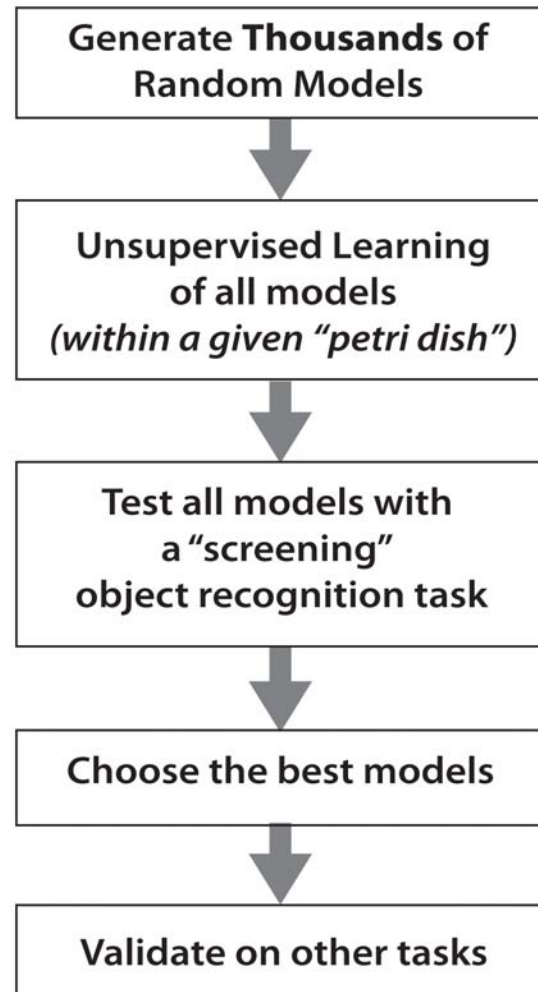 Generate Thousands of
Random Models
Unsupervised Learning
of all models
(within a given “petri dish”)
Test all models with
a “screening”
object recognition task
Choose the best models
Validate on other tasks